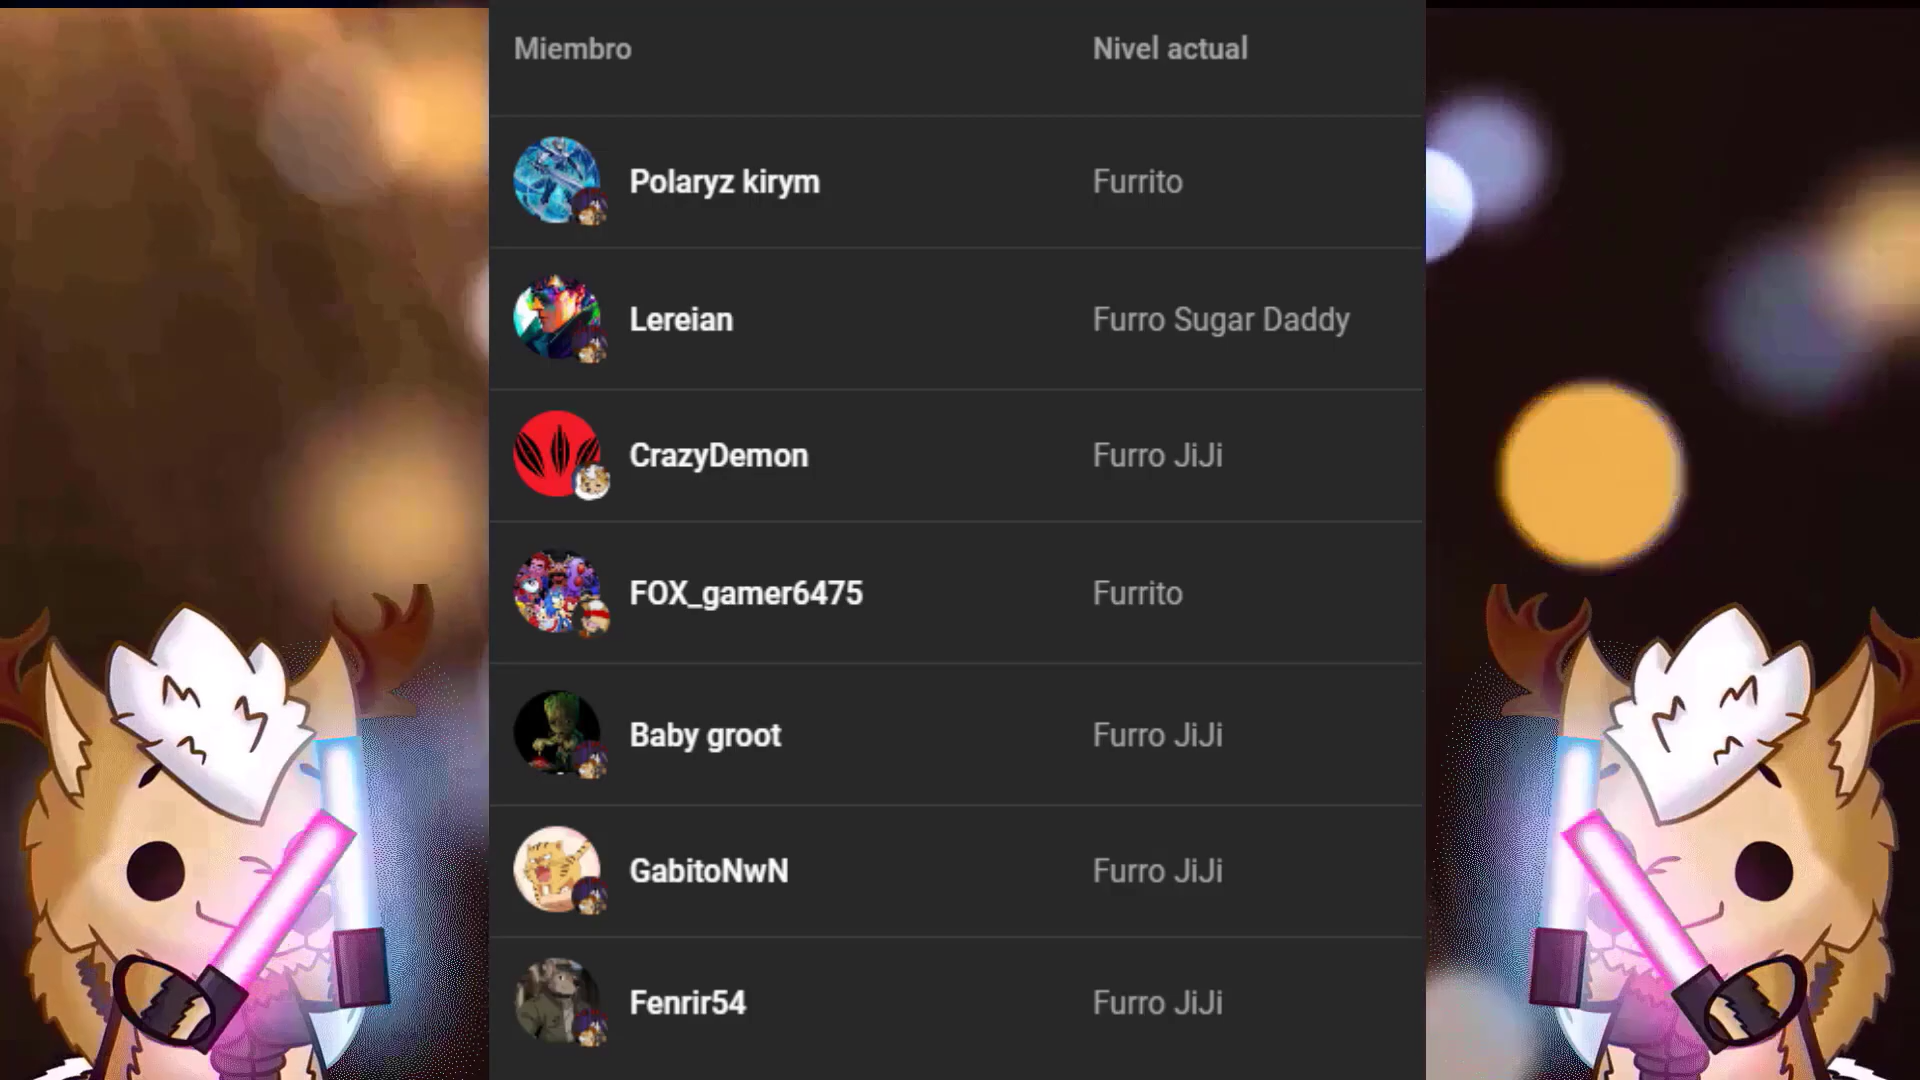 Miembro Nivel actual
Polaryz kirym Furrito
Lereian Furro Sugar Daddy
CrazyDemon Furro JiJi
FOX_gamer6475 Furrito
Baby groot Furro JiJi
GabitoNwN Furro JiJi
Fenrir54 Furro JiJi